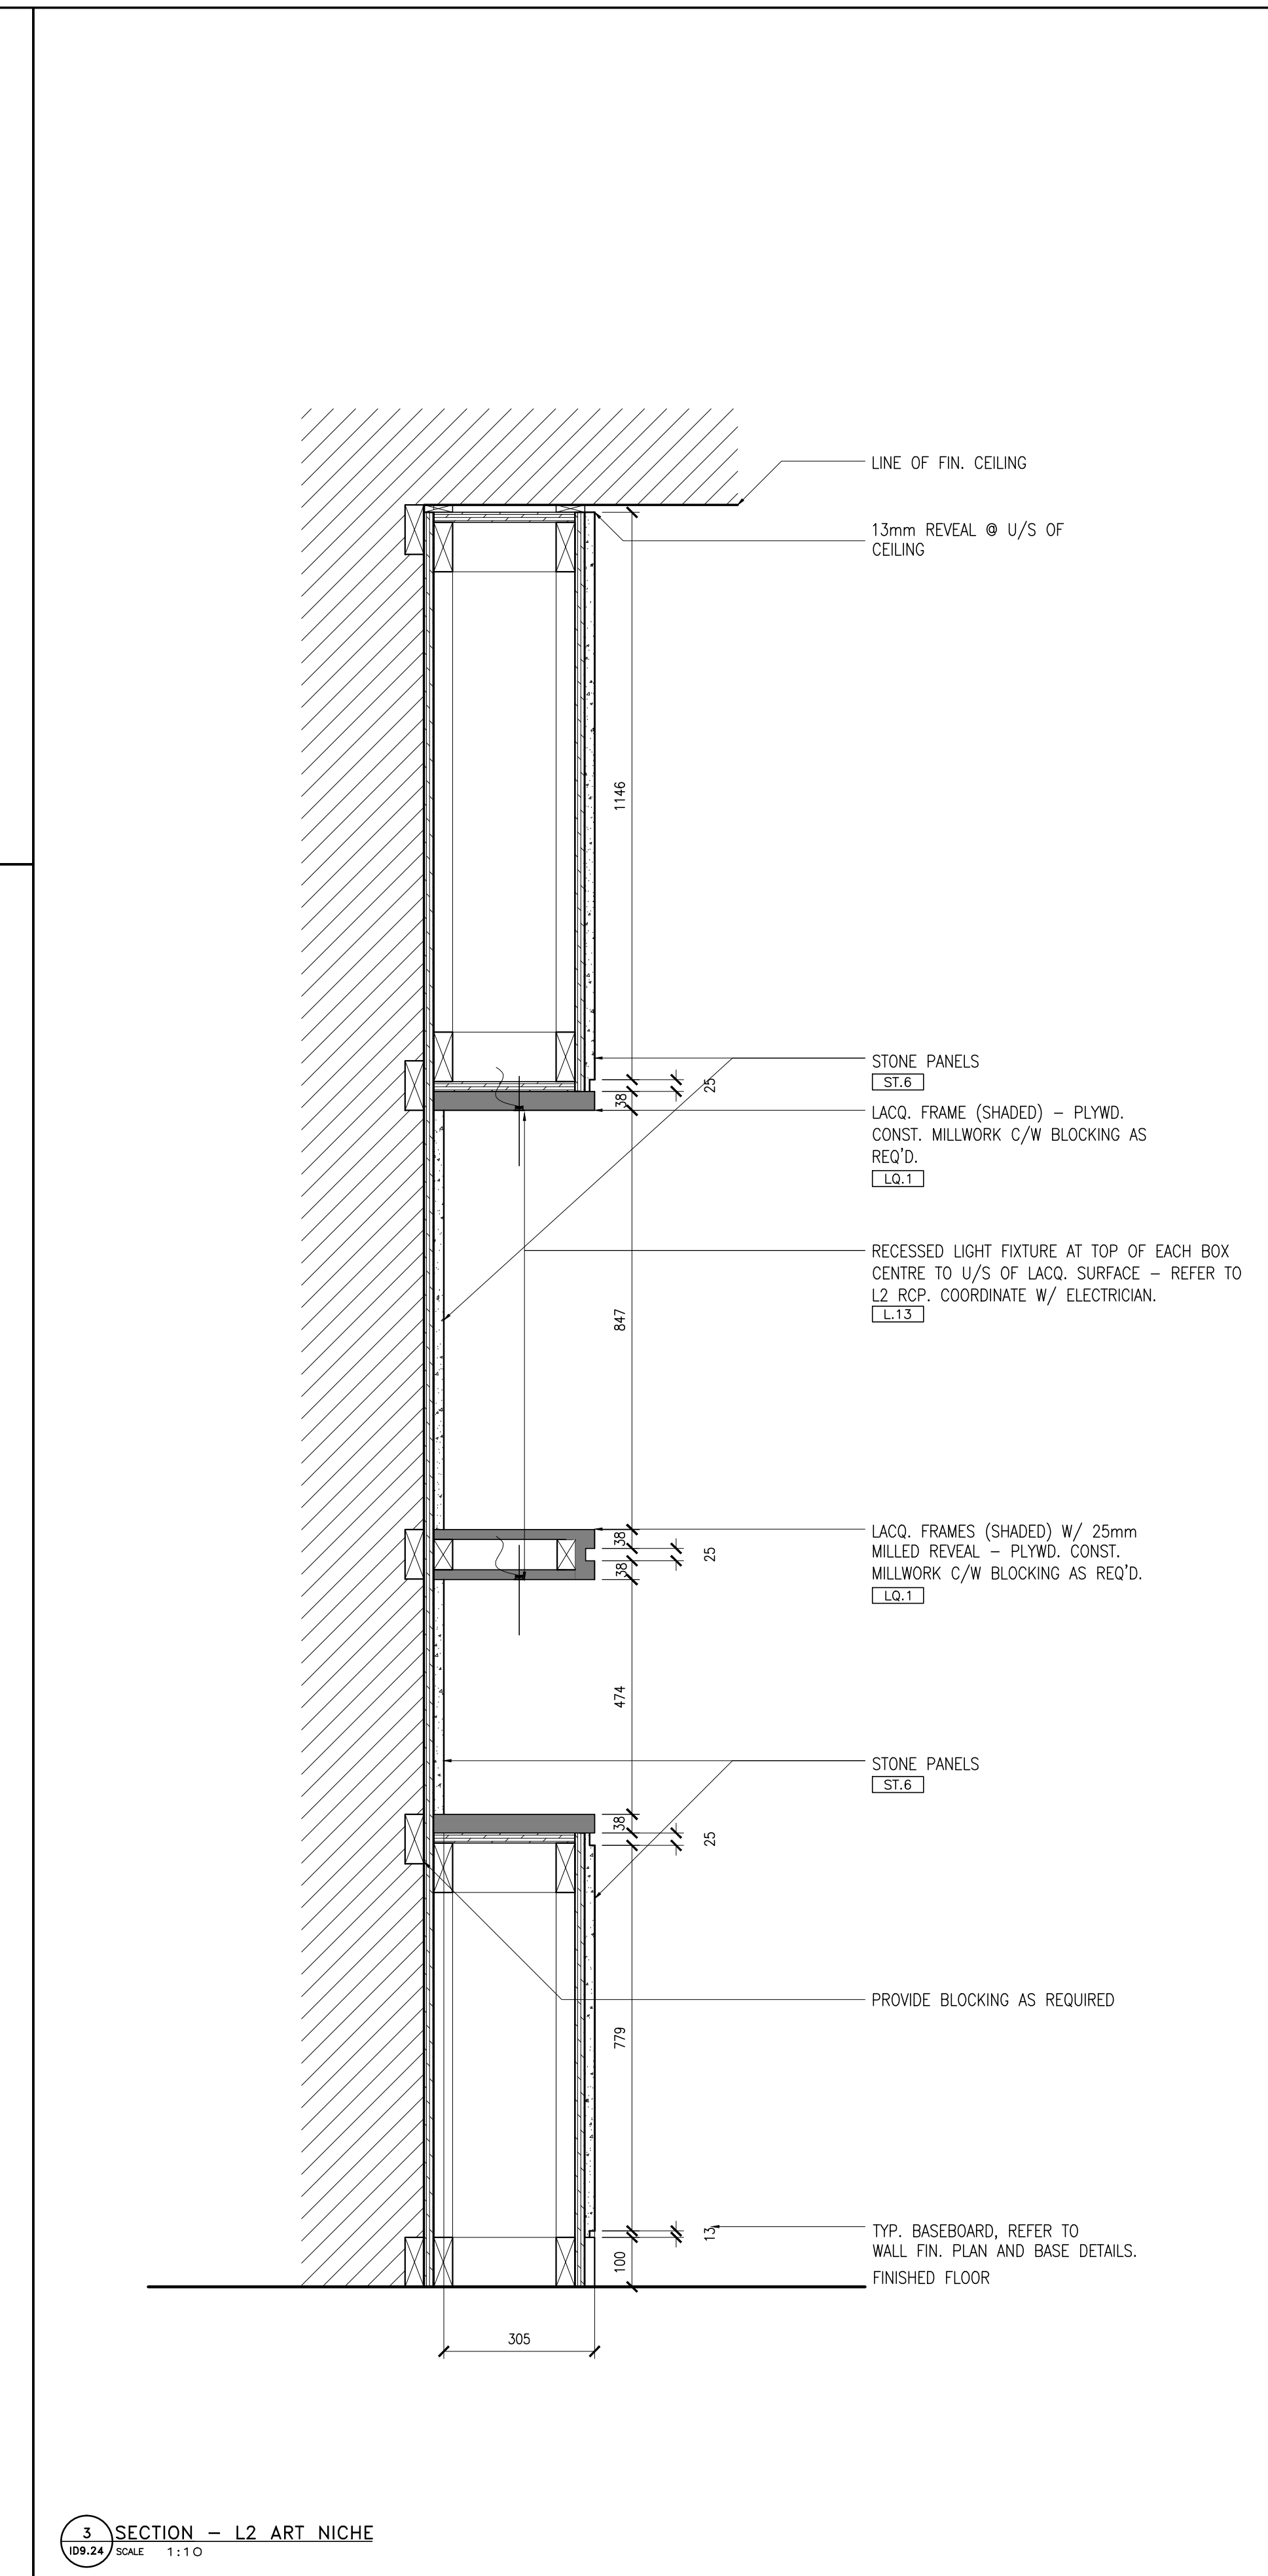 LINE OF FIN. CEILING
13mm REVEAL @ U/S OF
CEILING
1146
STONE PANELS
ST.6
25
38
LACQ. FRAME (SHADED) – PLYWD.
CONST. MILLWORK C/W BLOCKING AS
REQ'D.
LQ.1
RECESSED LIGHT FIXTURE AT TOP OF EACH BOX
CENTRE TO U/S OF LACQ. SURFACE – REFER TO
L2 RCP. COORDINATE W/ ELECTRICIAN.
L.13
847
LACQ. FRAMES (SHADED) W/ 25mm
MILLED REVEAL – PLYWD. CONST.
MILLWORK C/W BLOCKING AS REQ'D.
LQ.1
38
25
38
474
STONE PANELS
ST.6
38
25
PROVIDE BLOCKING AS REQUIRED
779
13
TYP. BASEBOARD, REFER TO
WALL FIN. PLAN AND BASE DETAILS.
100
FINISHED FLOOR
305
3
ID9.24
SECTION – L2 ART NICHE
SCALE 1:10